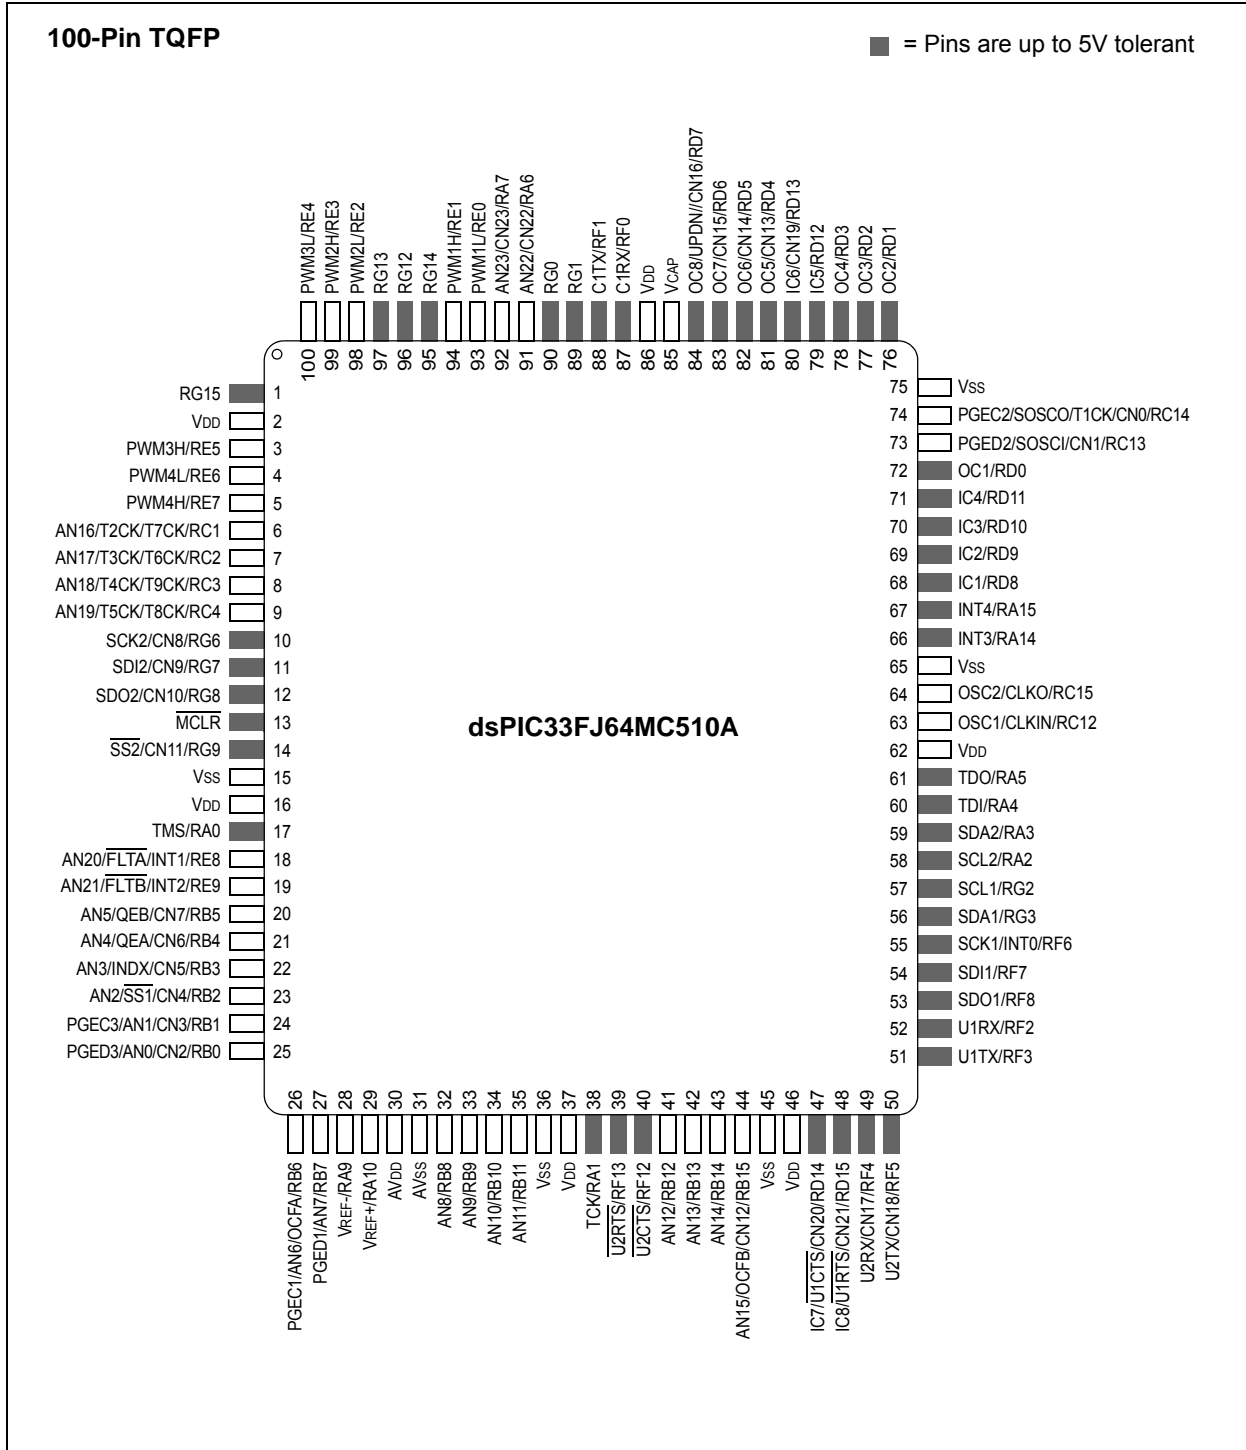 100-Pin TQFP
= Pins are up to 5V tolerant
100 PWM3L/RE4
99 PWM2H/RE3
98 PWM2L/RE2
97 RG13
96 RG12
95 RG14
94 PWM1H/RE1
93 PWM1L/RE0
92 AN23/CN23/RA7
91 AN22/CN22/RA6
90 RG0
89 RG1
88 C1TX/RF1
87 C1RX/RF0
86 VDD
85 VCAP
84 OC8/UPDN//CN16/RD7
83 OC7/CN15/RD6
82 OC6/CN14/RD5
81 OC5/CN13/RD4
80 IC6/CN19/RD13
79 IC5/RD12
78 OC4/RD3
77 OC3/RD2
76 OC2/RD1
RG15 1
VDD 2
PWM3H/RE5 3
PWM4L/RE6 4
PWM4H/RE7 5
AN16/T2CK/T7CK/RC1 6
AN17/T3CK/T6CK/RC2 7
AN18/T4CK/T9CK/RC3 8
AN19/T5CK/T8CK/RC4 9
SCK2/CN8/RG6 10
SDI2/CN9/RG7 11
SDO2/CN10/RG8 12
MCLR 13
SS2/CN11/RG9 14
VSS 15
VDD 16
TMS/RA0 17
AN20/FLTA/INT1/RE8 18
AN21/FLTB/INT2/RE9 19
AN5/QEB/CN7/RB5 20
AN4/QEA/CN6/RB4 21
AN3/INDX/CN5/RB3 22
AN2/SS1/CN4/RB2 23
PGEC3/AN1/CN3/RB1 24
PGED3/AN0/CN2/RB0 25
dsPIC33FJ64MC510A
75 VSS
74 PGEC2/SOSCO/T1CK/CN0/RC14
73 PGED2/SOSCI/CN1/RC13
72 OC1/RD0
71 IC4/RD11
70 IC3/RD10
69 IC2/RD9
68 IC1/RD8
67 INT4/RA15
66 INT3/RA14
65 VSS
64 OSC2/CLKO/RC15
63 OSC1/CLKIN/RC12
62 VDD
61 TDO/RA5
60 TDI/RA4
59 SDA2/RA3
58 SCL2/RA2
57 SCL1/RG2
56 SDA1/RG3
55 SCK1/INT0/RF6
54 SDI1/RF7
53 SDO1/RF8
52 U1RX/RF2
51 U1TX/RF3
26 PGEC1/AN6/OCFA/RB6
27 PGED1/AN7/RB7
28 VREF-/RA9
29 VREF+/RA10
30 AVDD
31 AVSS
32 AN8/RB8
33 AN9/RB9
34 AN10/RB10
35 AN11/RB11
36 VSS
37 VDD
38 TCK/RA1
39 U2RTS/RF13
40 U2CTS/RF12
41 AN12/RB12
42 AN13/RB13
43 AN14/RB14
44 AN15/OCFB/CN12/RB15
45 VSS
46 VDD
47 IC7/U1CTS/CN20/RD14
48 IC8/U1RTS/CN21/RD15
49 U2RX/CN17/RF4
50 U2TX/CN18/RF5